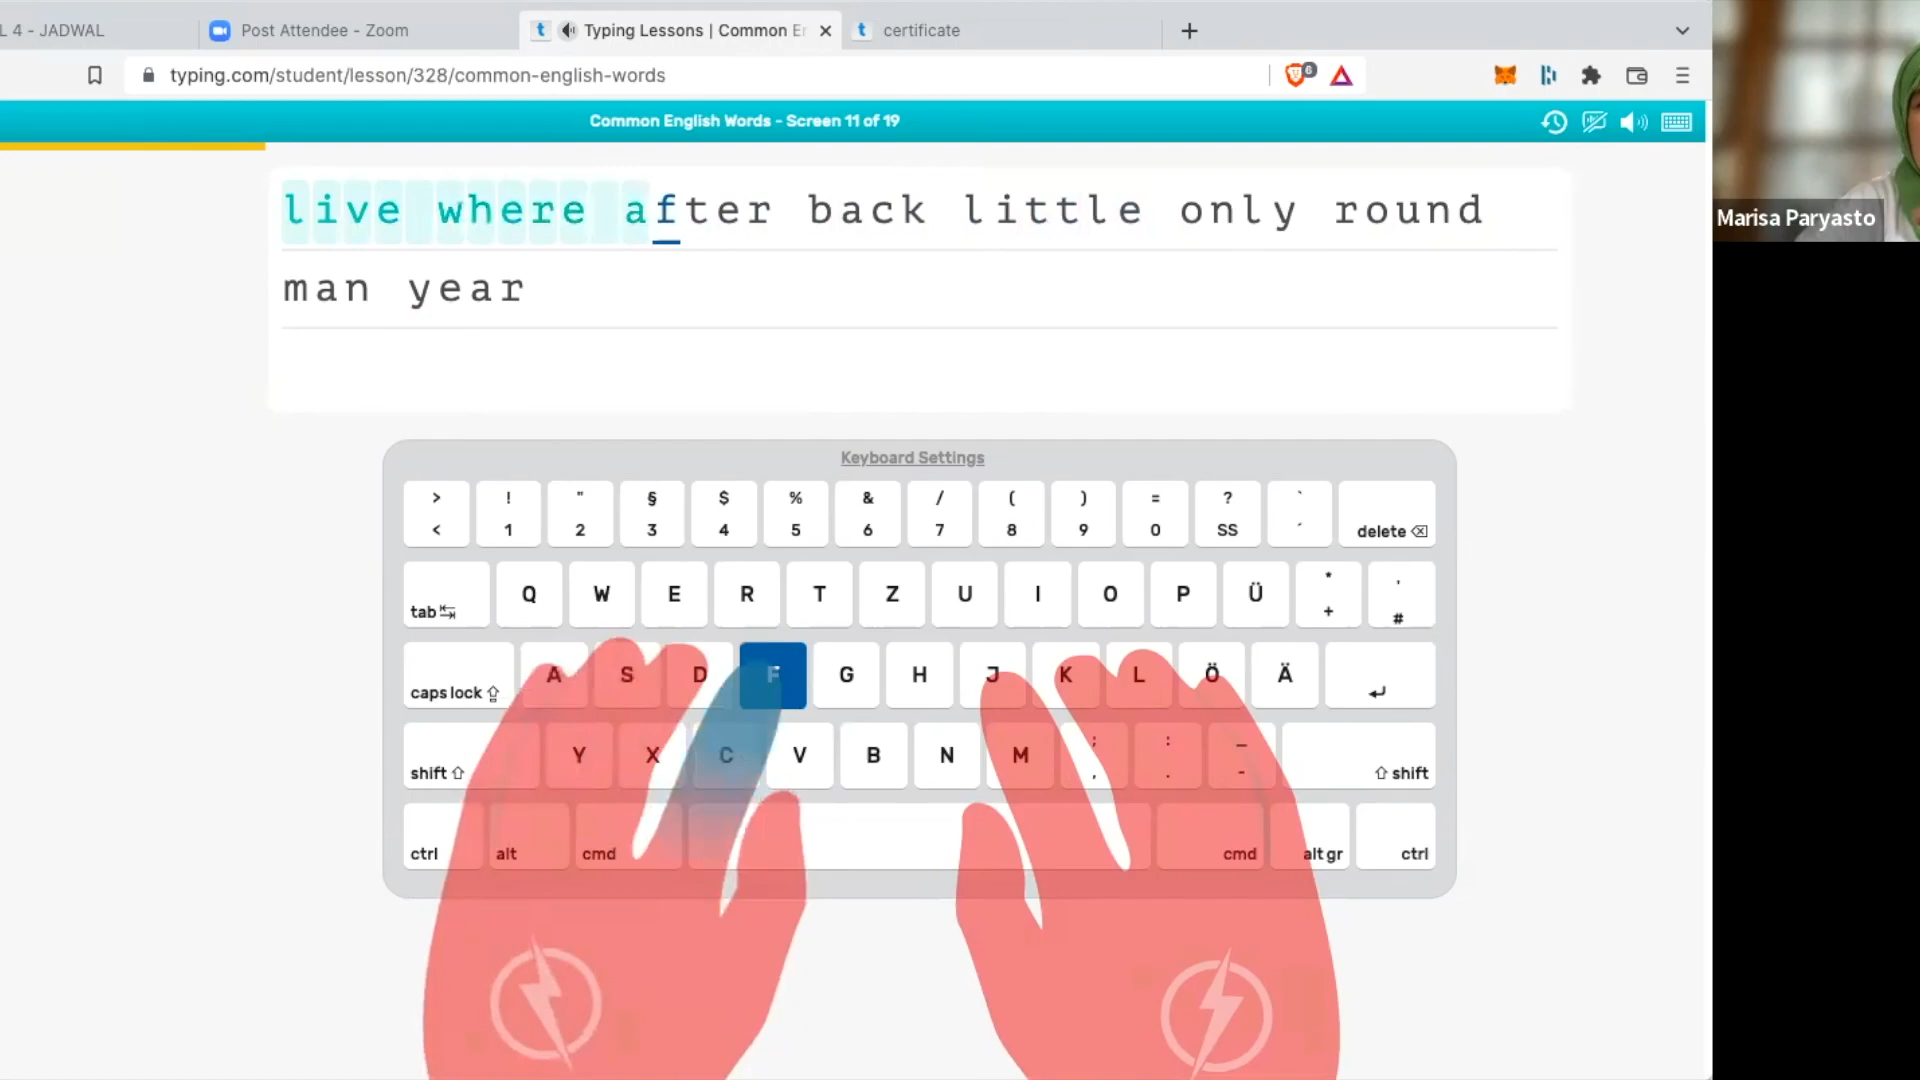 L 4 - JADWAL
Post Attendee - Zoom
t
Typing Lessons | Common Er
t
certificate
typing.com/student/lesson/328/common-english-words
6
Common English Words - Screen 11 of 19
live where after back little only round
man year
Marisa Paryasto
Keyboard Settings
> ! " § $ % & / ( ) = ? `
< 1 2 3 4 5 6 7 8 9 0 SS ´ delete
tab Q W E R T Z U I O P Ü * + ' #
caps lock A S D F G H J K L Ö Ä
shift Y X C V B N M ; , : . _ - shift
ctrl alt cmd cmd alt gr ctrl